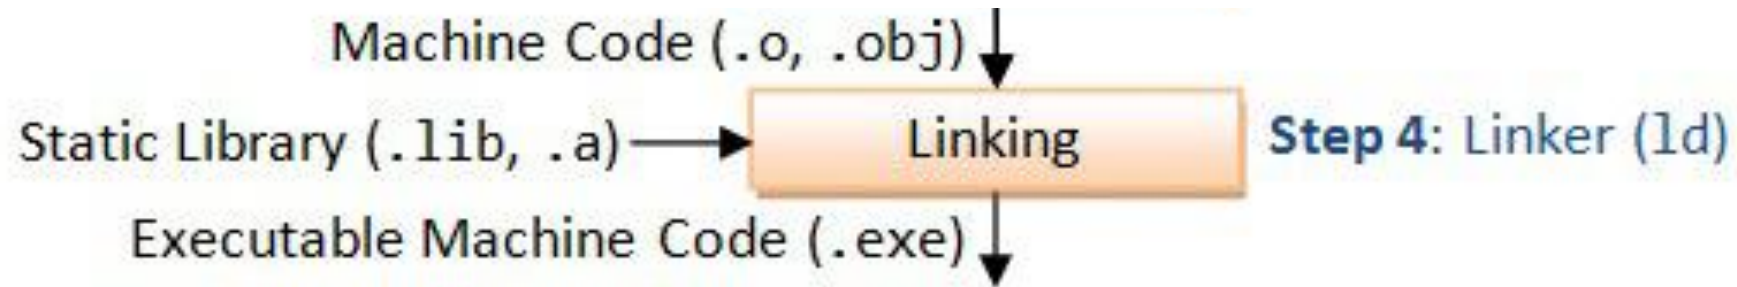 Machine Code (.o, .obj)
Static Library (.lib, .a)
Linking
Step 4: Linker (ld)
Executable Machine Code (.exe)